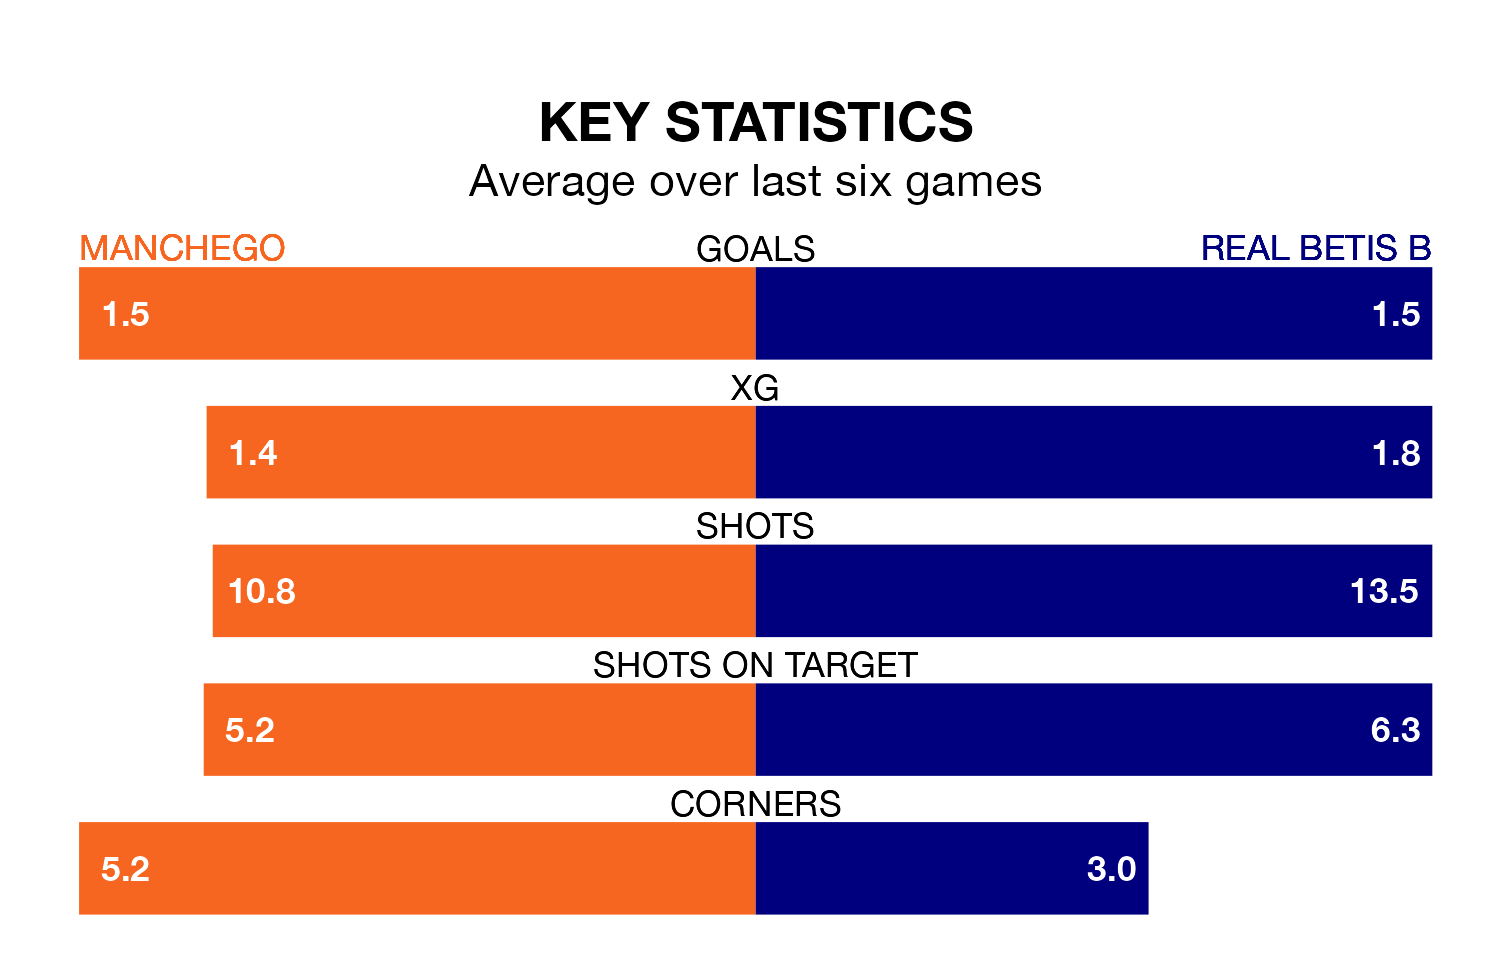 KEY STATISTICS
Average over last six games
MANCHEGO GOALS REAL BETIS B
1.5 1.5
XG
1.4 1.8
SHOTS
10.8 13.5
SHOTS ON TARGET
5.2 6.3
CORNERS
5.2 3.0